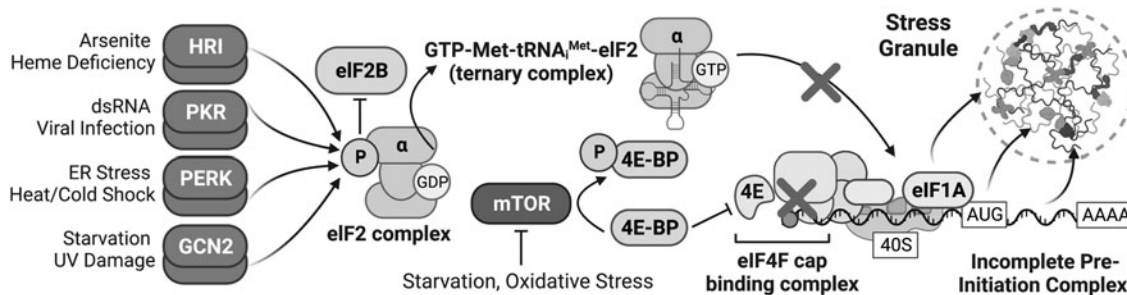 Arsenite
Heme Deficiency
HRI
dsRNA
Viral Infection
PKR
ER Stress
Heat/Cold Shock
PERK
Starvation
UV Damage
GCN2
eIF2B
P
α
GDP
eIF2 complex
GTP-Met-tRNAiMet-eIF2
(ternary complex)
α
GTP
mTOR
P
4E-BP
4E-BP
Starvation, Oxidative Stress
4E
eIF4F cap
binding complex
40S
eIF1A
AUG
AAAA
Stress
Granule
Incomplete Pre-
Initiation Complex